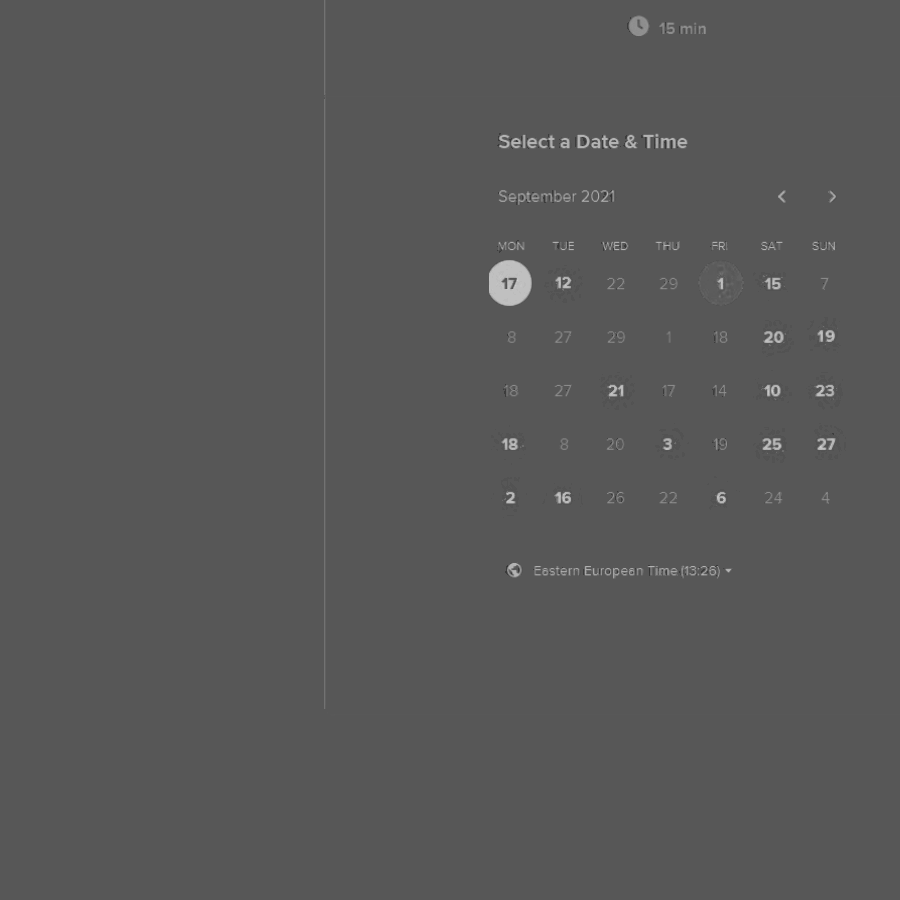 15 min
Select a Date & Time
September 2021
MON TUE WED THU FRI SAT SUN
17 12 22 29 1 15 7
8 27 29 1 18 20 19
18 27 21 17 14 10 23
18 8 20 3 19 25 27
2 16 26 22 6 24 4
Eastern European Time (13:26)